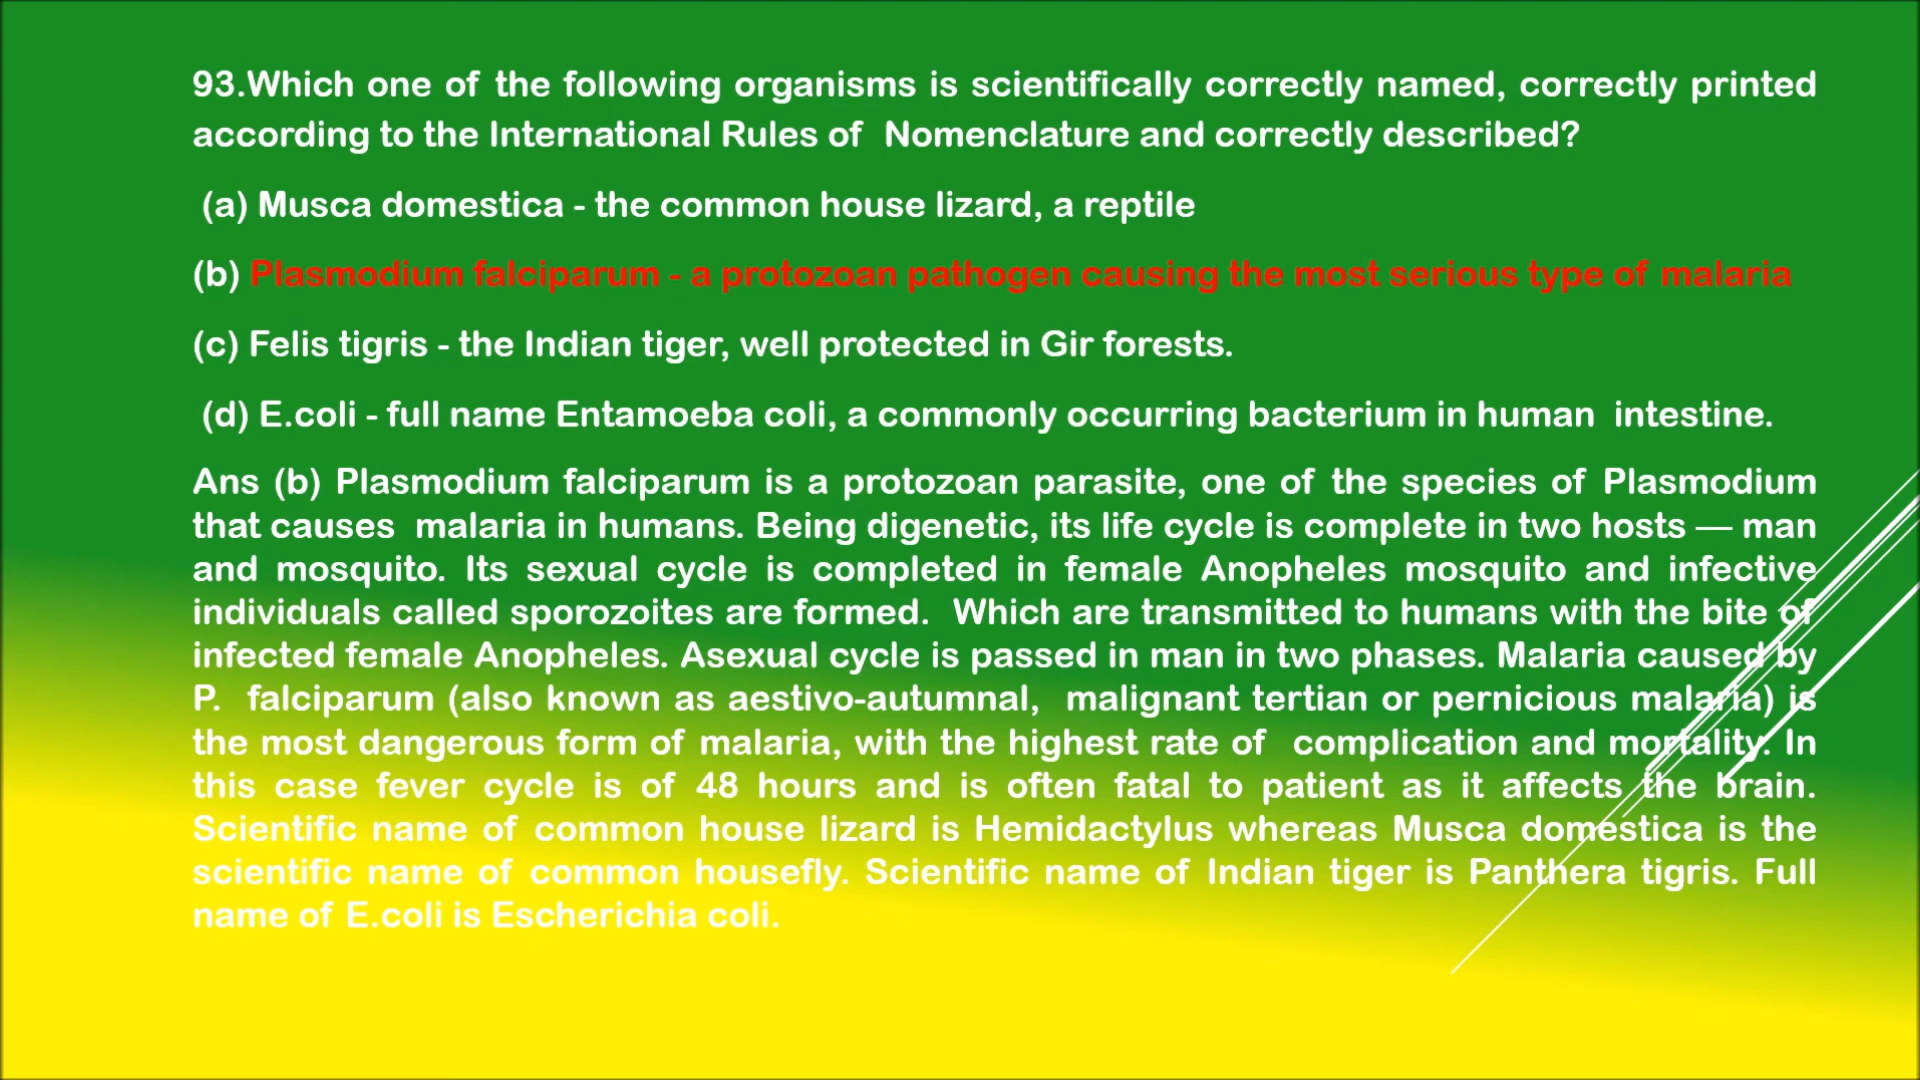 93.Which one of the following organisms is scientifically correctly named, correctly printed
according to the International Rules of Nomenclature and correctly described?
(a) Musca domestica - the common house lizard, a reptile
(b) Plasmodium falciparum - a protozoan pathogen causing the most serious type of malaria
(c) Felis tigris - the Indian tiger, well protected in Gir forests.
(d) E.coli - full name Entamoeba coli, a commonly occurring bacterium in human intestine.
Ans (b) Plasmodium falciparum is a protozoan parasite, one of the species of Plasmodium
that causes malaria in humans. Being digenetic, its life cycle is complete in two hosts — man
and mosquito. Its sexual cycle is completed in female Anopheles mosquito and infective
individuals called sporozoites are formed. Which are transmitted to humans with the bite of
infected female Anopheles. Asexual cycle is passed in man in two phases. Malaria caused by
P. falciparum (also known as aestivo-autumnal, malignant tertian or pernicious malaria) is
the most dangerous form of malaria, with the highest rate of complication and mortality. In
this case fever cycle is of 48 hours and is often fatal to patient as it affects the brain.
Scientific name of common house lizard is Hemidactylus whereas Musca domestica is the
scientific name of common housefly. Scientific name of Indian tiger is Panthera tigris. Full
name of E.coli is Escherichia coli.